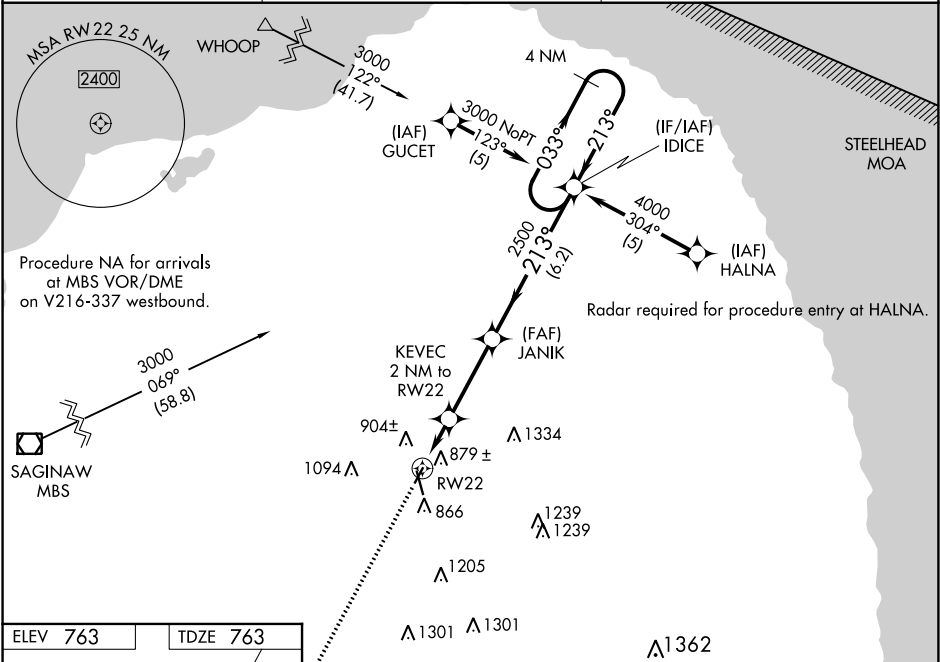 MSA RW22 25 NM
2400
WHOOP
3000
122°
(41.7)
4 NM
(IAF)
GUCET
3000 NoPT
123°
(5)
033°
213°
(IF/IAF)
IDICE
STEELHEAD
MOA
4000
304°
(5)
(IAF)
HALNA
2500
213°
(6.2)
Procedure NA for arrivals
at MBS VOR/DME
on V216-337 westbound.
Radar required for procedure entry at HALNA.
3000
069°
(58.8)
(FAF)
JANIK
KEVEC
2 NM to
RW22
SAGINAW
MBS
904±
1334
1094
879 ±
RW22
866
1239
1239
1205
1301
1301
1362
ELEV 763
TDZE 763